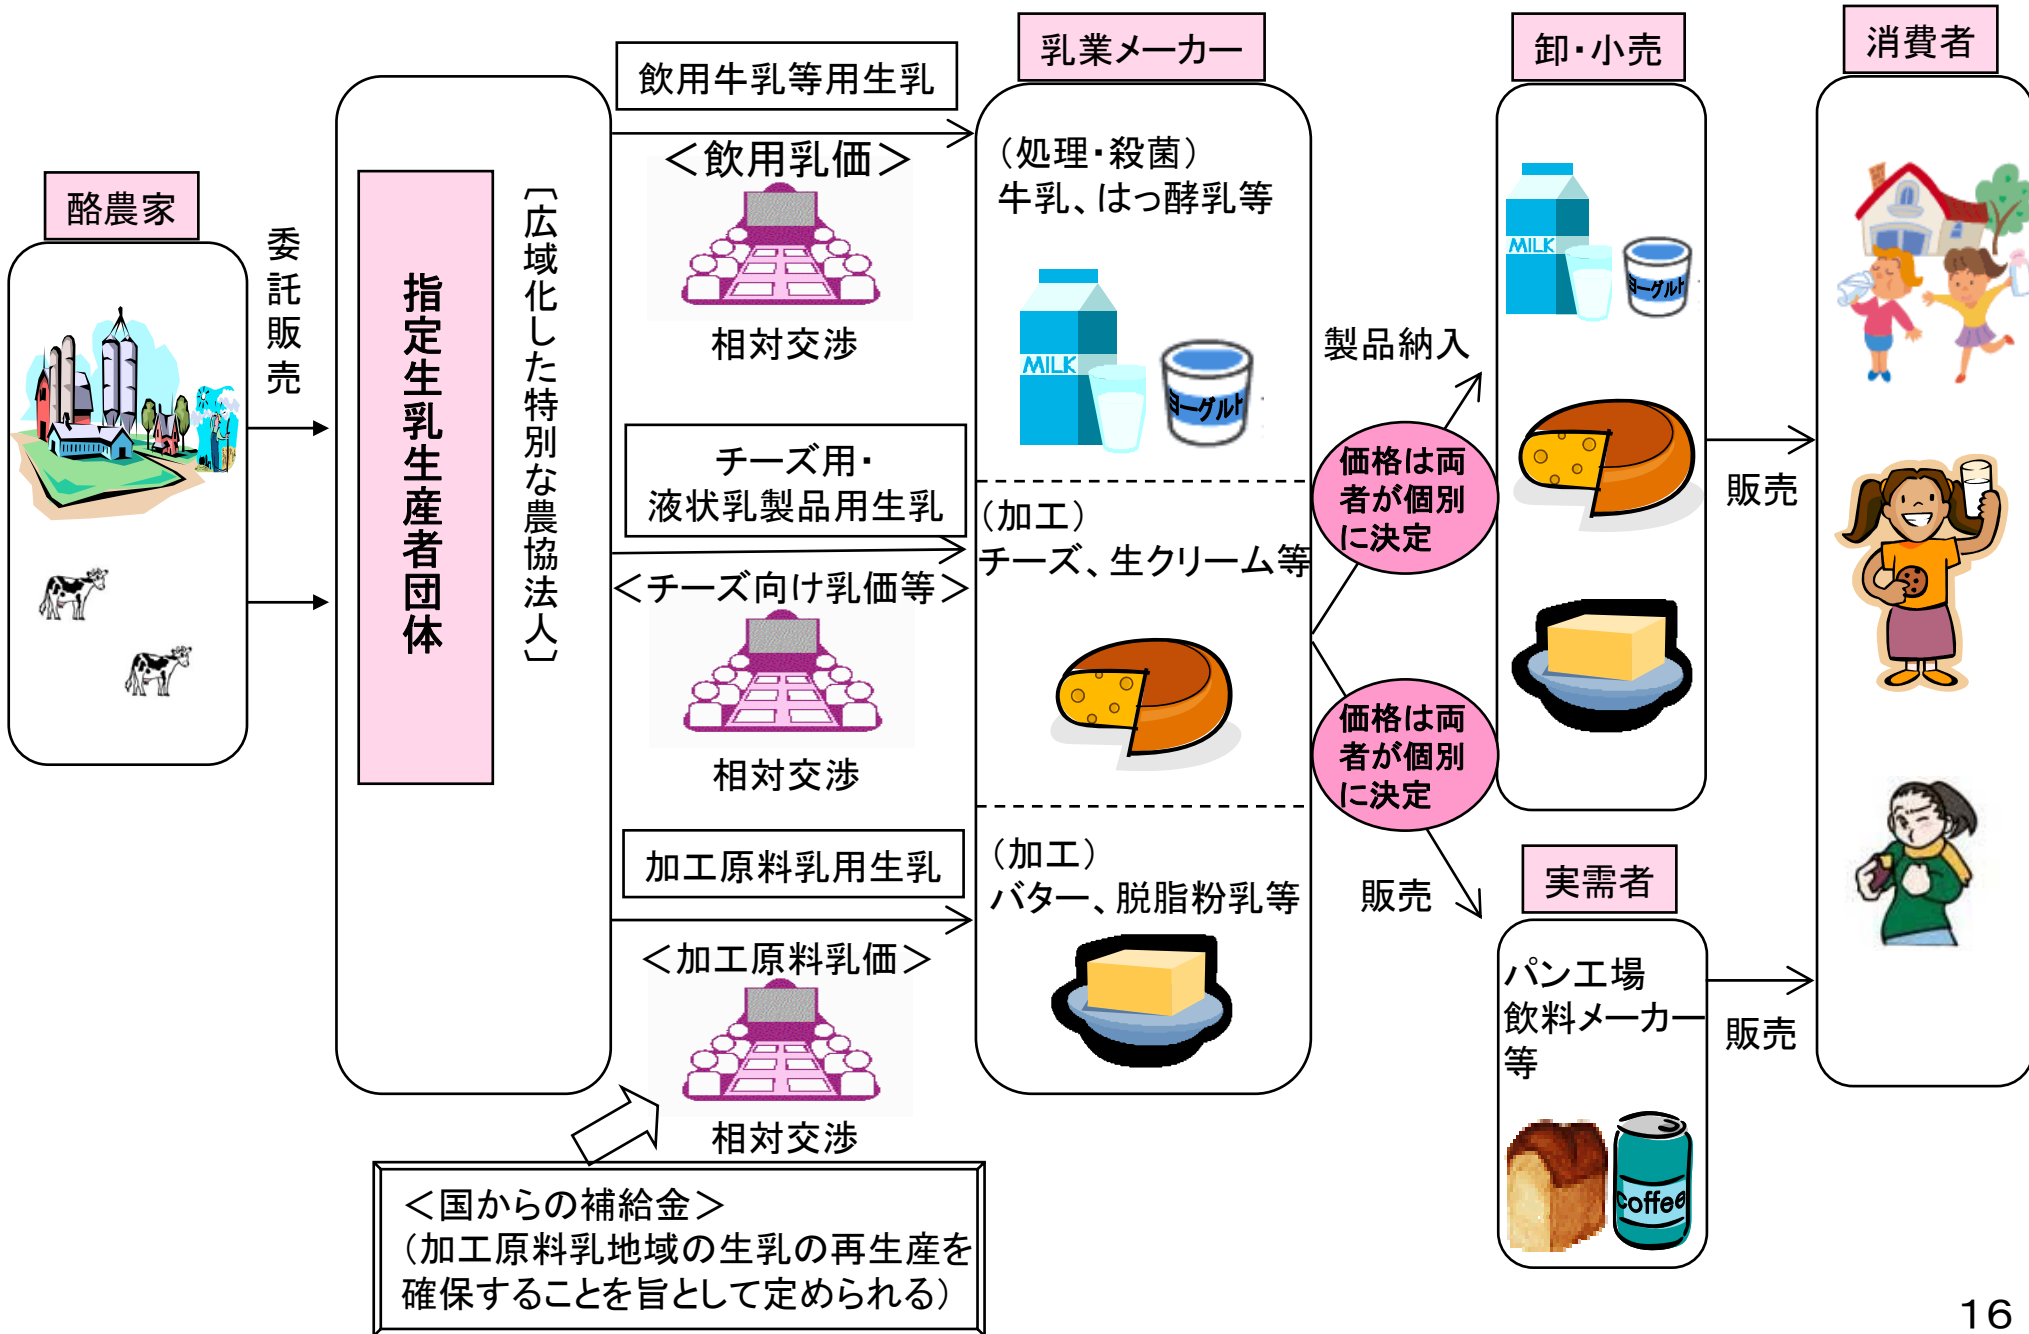 酪農家
委託販売
指定生乳生産者団体
〔広域化した特別な農協法人〕
飲用牛乳等用生乳
＜飲用乳価＞
相対交渉
チーズ用・
液状乳製品用生乳
＜チーズ向け乳価等＞
相対交渉
加工原料乳用生乳
＜加工原料乳価＞
相対交渉
＜国からの補給金＞
（加工原料乳地域の生乳の再生産を
確保することを旨として定められる）
乳業メーカー
（処理・殺菌）
牛乳、はっ酵乳等
MILK
ヨーグルト
（加工）
チーズ、生クリーム等
（加工）
バター、脱脂粉乳等
製品納入
価格は両
者が個別
に決定
価格は両
者が個別
に決定
販売
卸・小売
MILK
ヨーグルト
実需者
パン工場
飲料メーカー
等
coffee
販売
販売
消費者
16